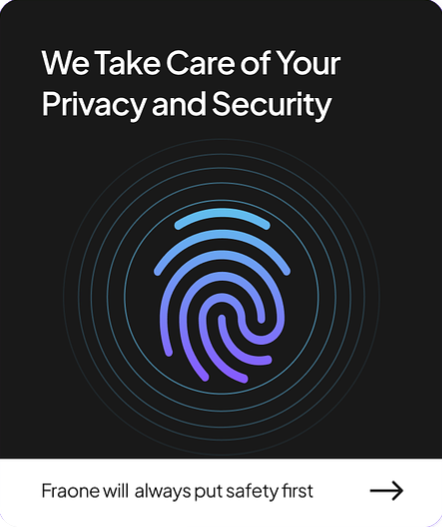 We Take Care of Your
Privacy and Security
Fraone will always put safety first